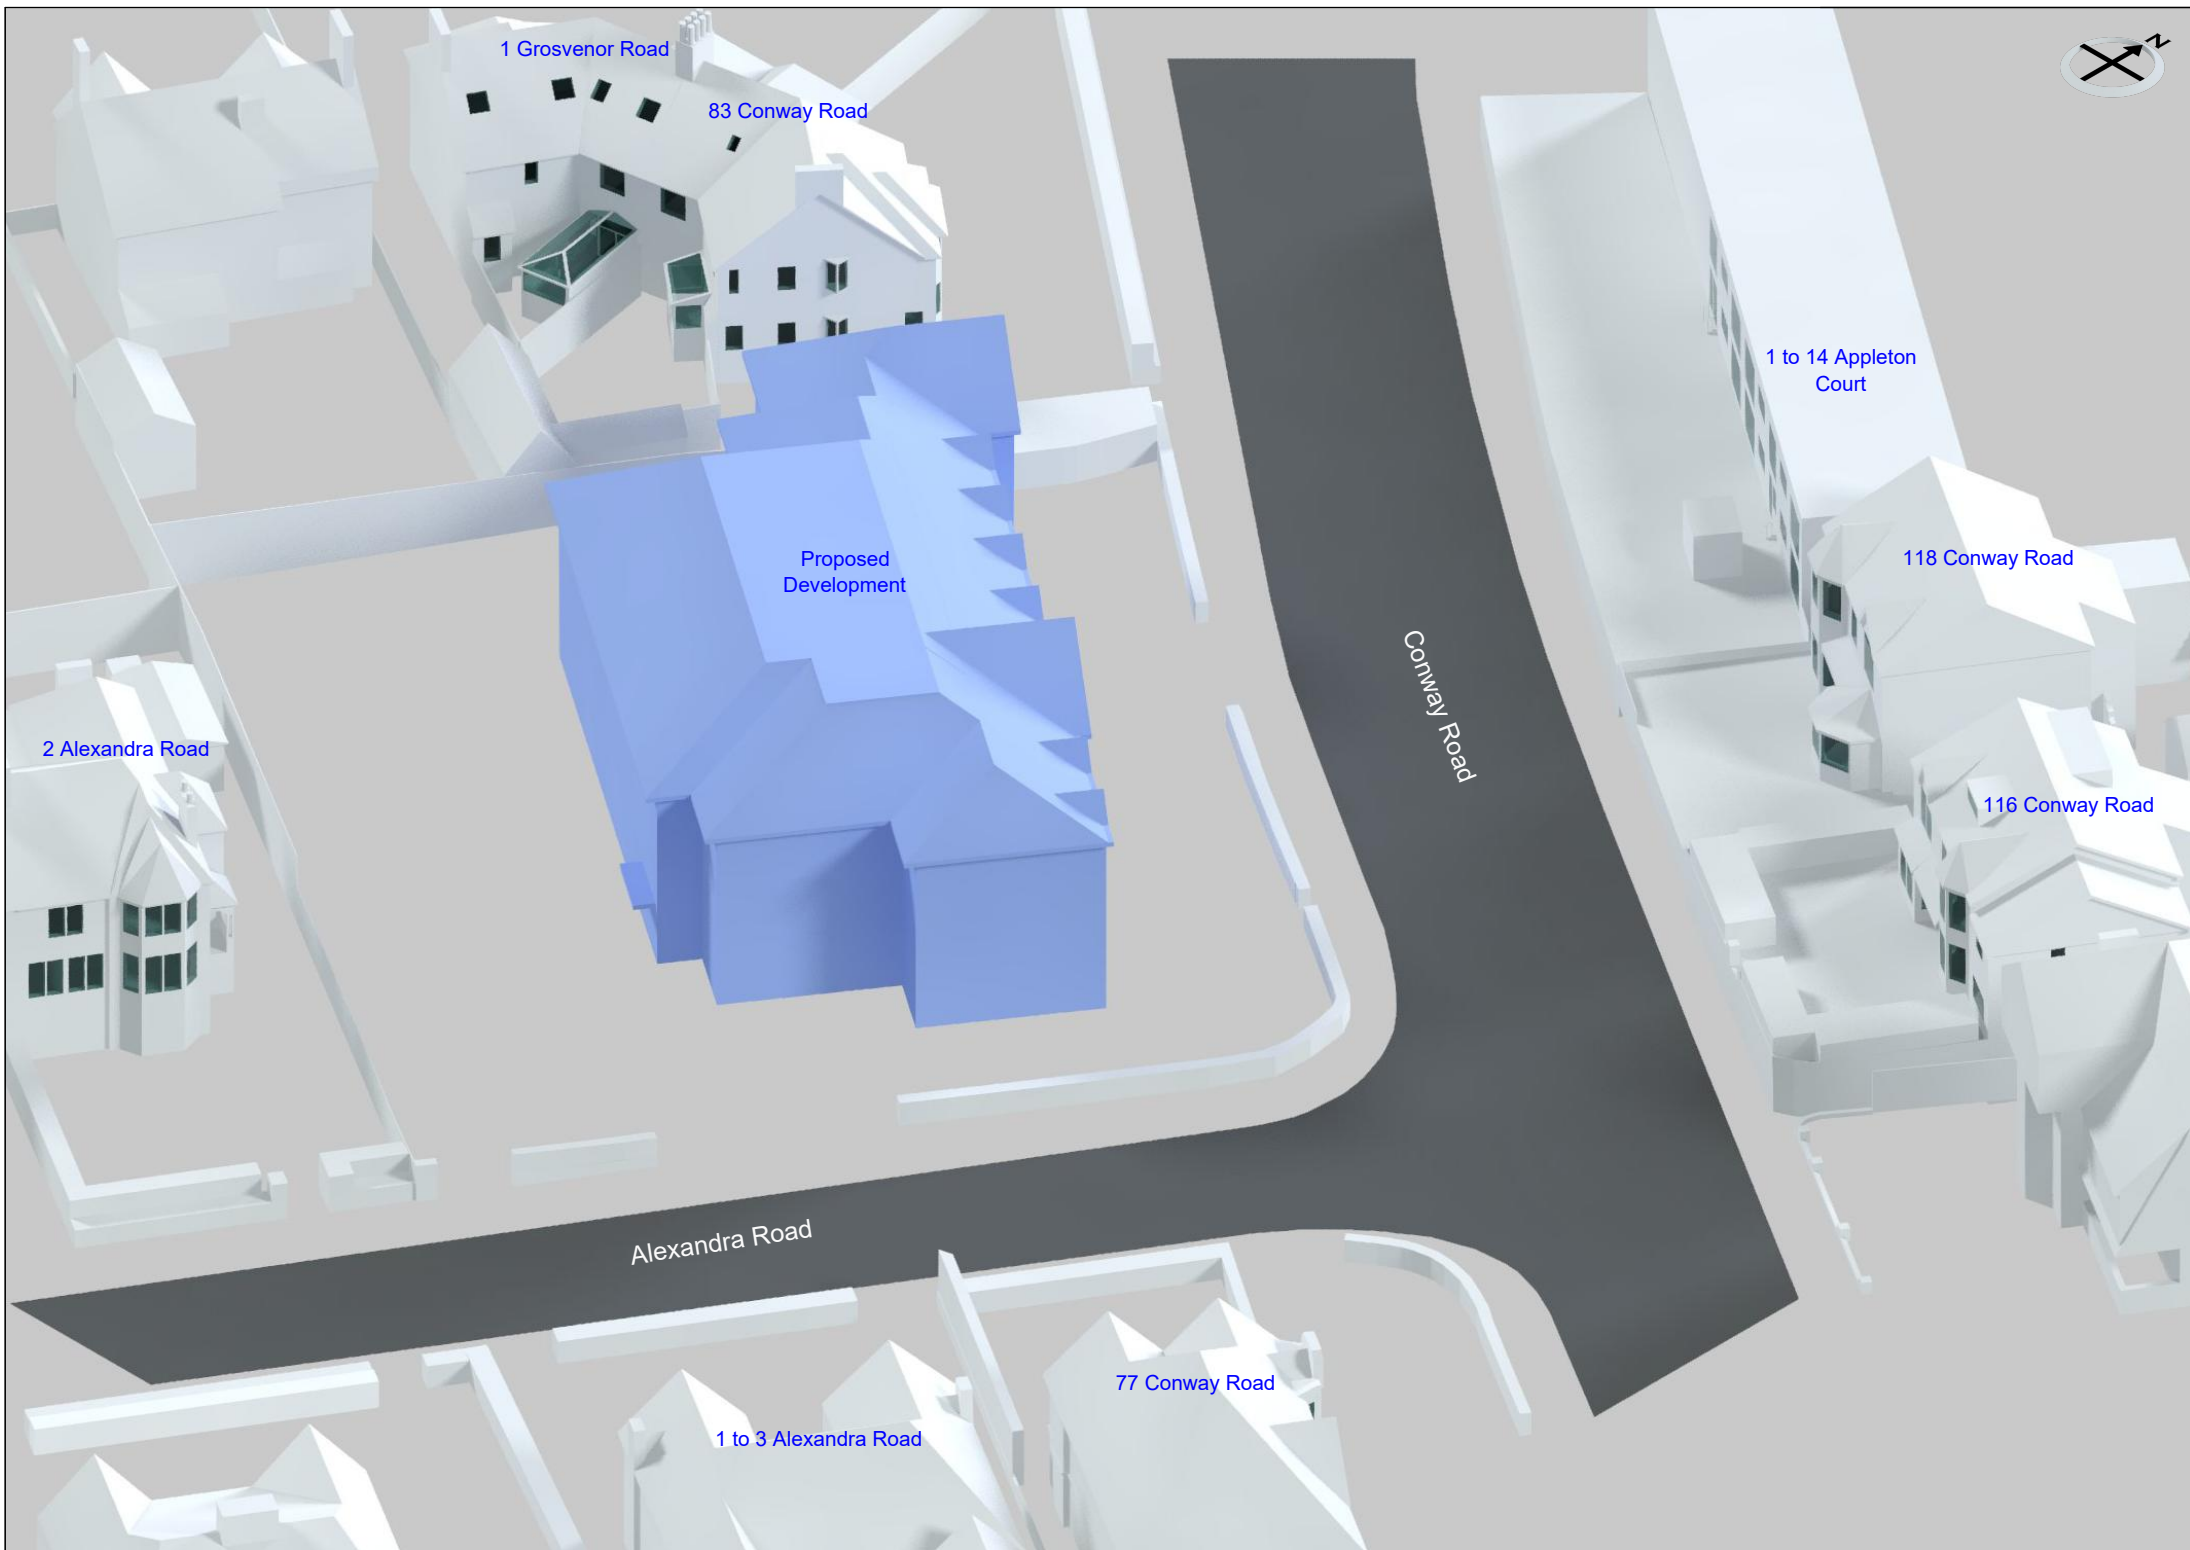 1 Grosvenor Road
N
83 Conway Road
1 to 14 Appleton
Court
Proposed
Development
118 Conway Road
Conway Road
2 Alexandra Road
116 Conway Road
Alexandra Road
77 Conway Road
1 to 3 Alexandra Road